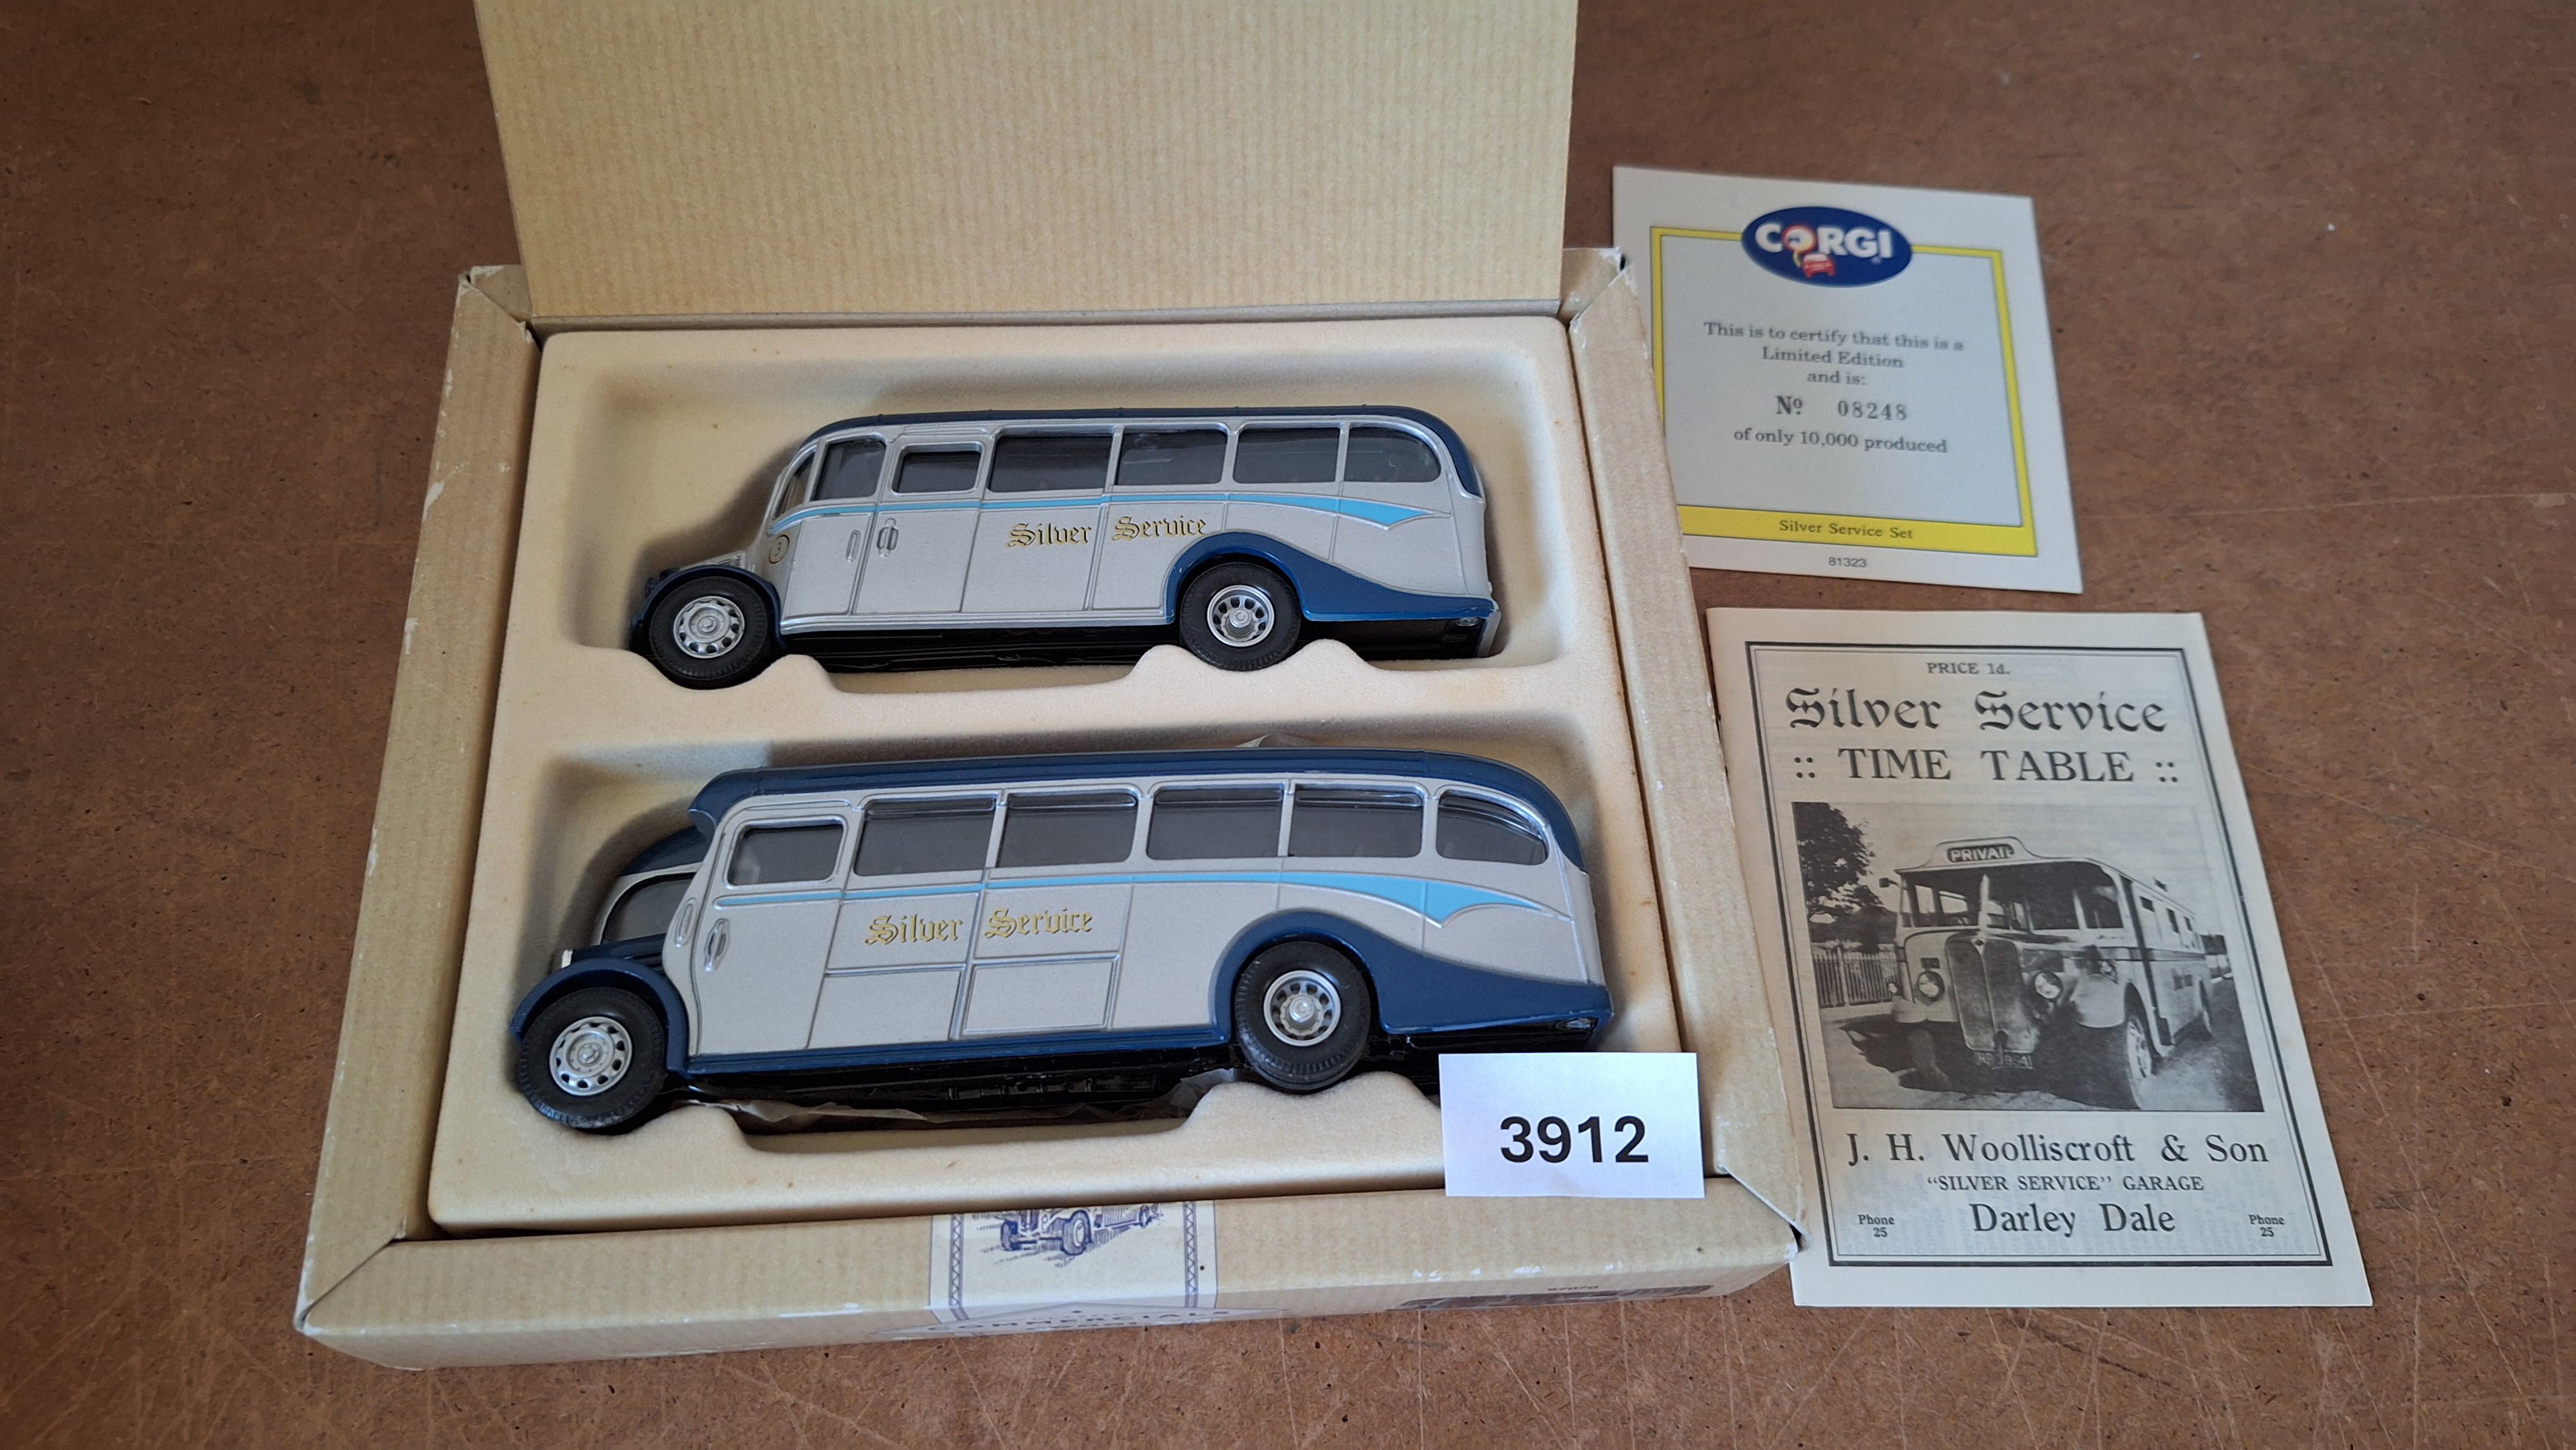 Silver Service
3
Silver Service
3912
COMMERCIALS
CORGI
This is to certify that this is a
Limited Edition
and is:
Nº 08248
of only 10,000 produced
Silver Service Set
81323
PRICE 1d.
Silver Service
:: TIME TABLE ::
PRIVATE
J. H. Woolliscroft & Son
"SILVER SERVICE" GARAGE
Darley Dale
Phone
25
Phone
25